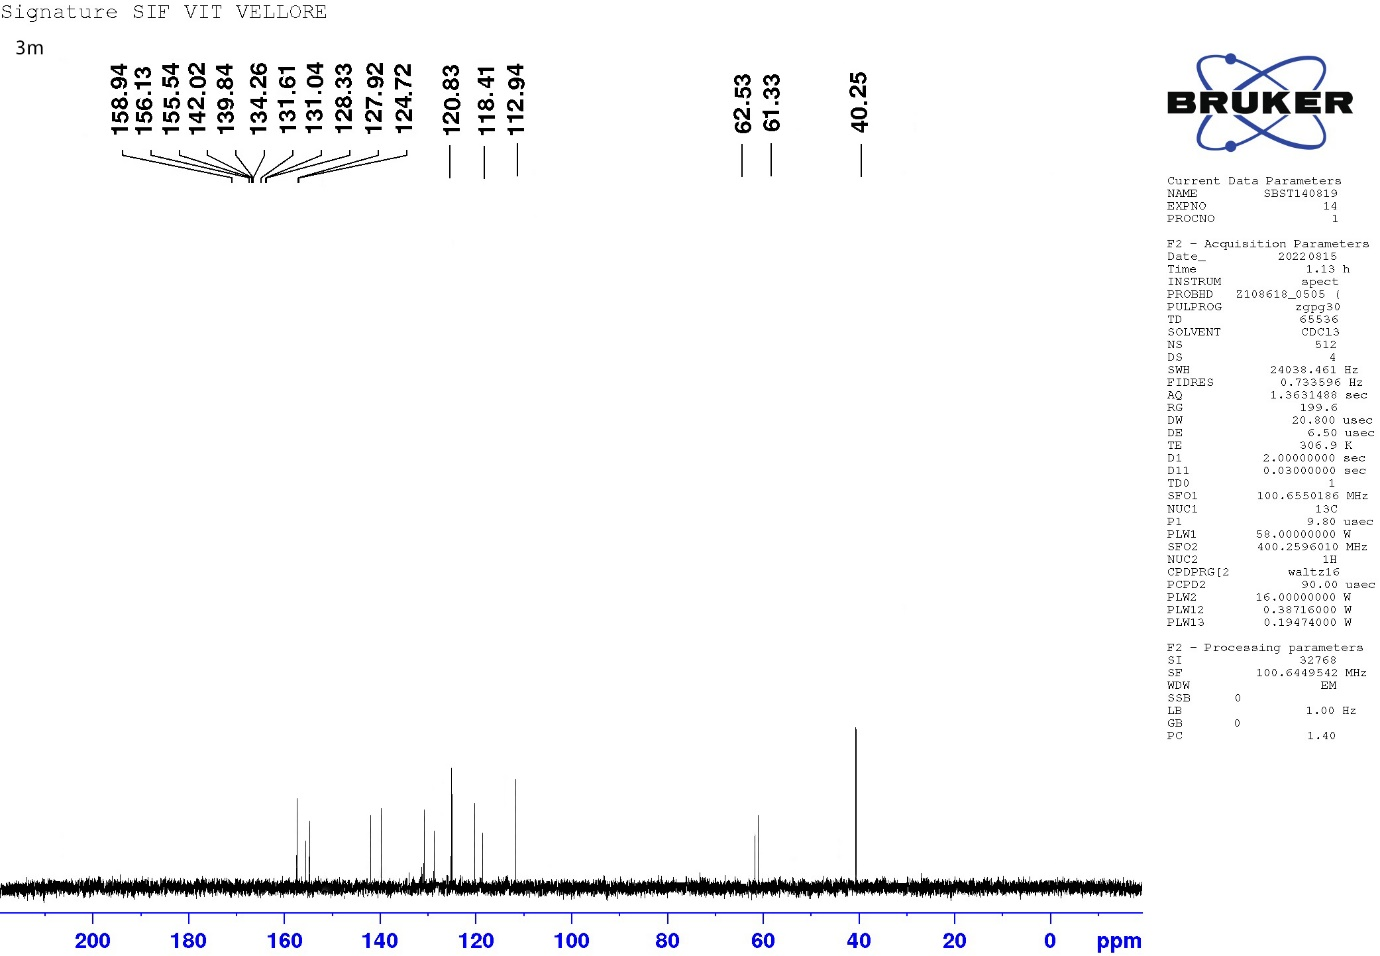 Signature SIF VIT VELLORE
3m
158.94
156.13
155.54
142.02
139.84
134.26
131.61
131.04
128.33
127.92
124.72
120.83
118.41
112.94
62.53
61.33
40.25
BRUKER
Current Data Parameters
NAME SBST140819
EXPNO 14
PROCNO 1
F2 - Acquisition Parameters
Date_ 20220815
Time 1.13 h
INSTRUM spect
PROBHD Z108618_0505 (
PULPROG zgpg30
TD 65536
SOLVENT CDCl3
NS 512
DS 4
SWH 24038.461 Hz
FIDRES 0.733596 Hz
AQ 1.3631488 sec
RG 199.6
DW 20.800 usec
DE 6.50 usec
TE 306.9 K
D1 2.00000000 sec
D11 0.03000000 sec
TD0 1
SFO1 100.6550186 MHz
NUC1 13C
P1 9.80 usec
PLW1 58.00000000 W
SFO2 400.2596010 MHz
NUC2 1H
CPDPRG[2 waltz16
PCPD2 90.00 usec
PLW2 16.00000000 W
PLW12 0.38716000 W
PLW13 0.19474000 W
F2 - Processing parameters
SI 32768
SF 100.6449542 MHz
WDW EM
SSB 0
LB 1.00 Hz
GB 0
PC 1.40
200 180 160 140 120 100 80 60 40 20 0 ppm